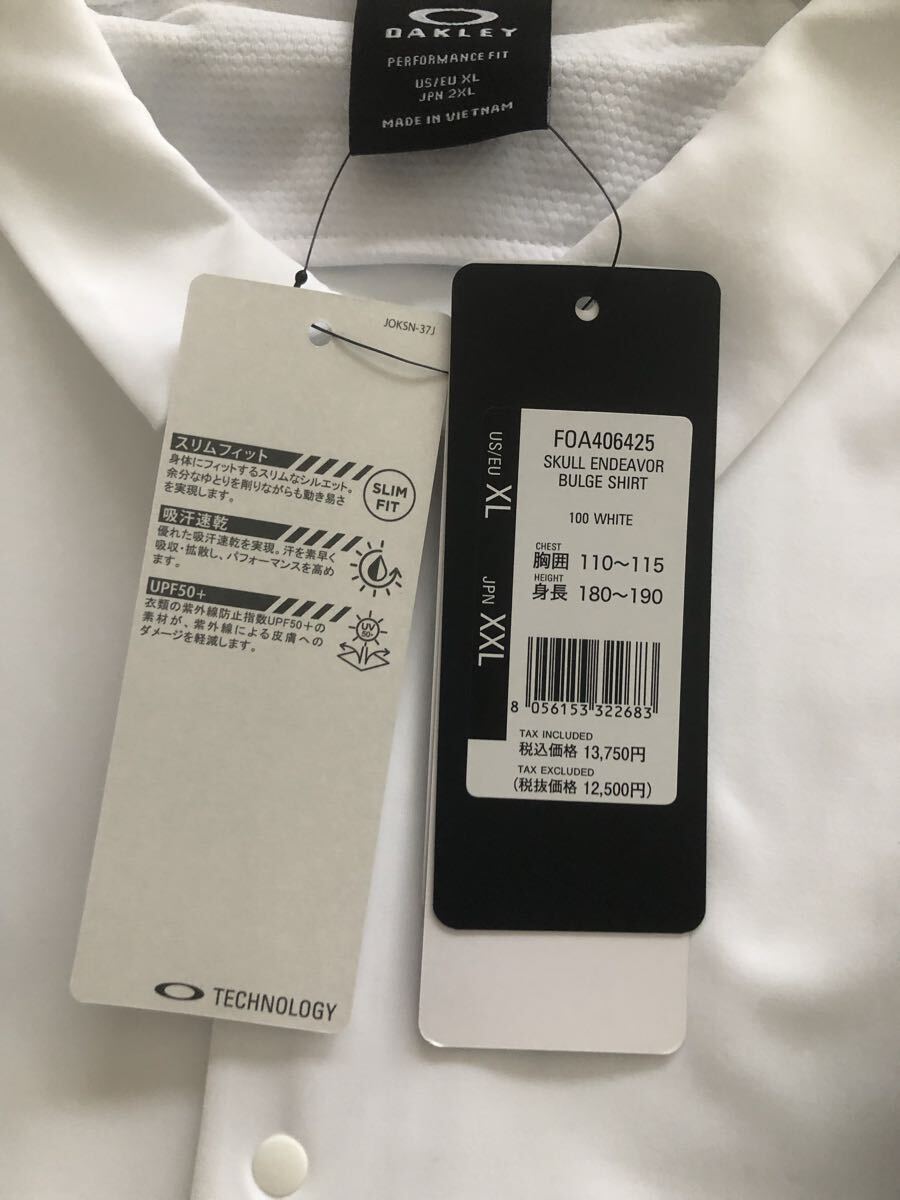 OAKLEY
PERFORMANCE FIT
US/EU XL
JPN 2XL
MADE IN VIETNAM
JOKSN-37J
スリムフィット
身体にフィットするスリムなシルエット。
余分なゆとりを削りながらも動き易さ
を実現します。
SLIM
FIT
吸汗速乾
優れた吸汗速乾を実現。汗を素早く
吸収・拡散し、パフォーマンスを高め
ます。
UPF50+
衣類の紫外線防止指数UPF50+の
素材が、紫外線による皮膚への
ダメージを軽減します。
UV
50+
TECHNOLOGY
US/EU XL
JPN XXL
FOA406425
SKULL ENDEAVOR
BULGE SHIRT
100 WHITE
CHEST
胸囲 110〜115
HEIGHT
身長 180〜190
8 056153 322683
TAX INCLUDED
税込価格 13,750円
TAX EXCLUDED
(税抜価格 12,500円)